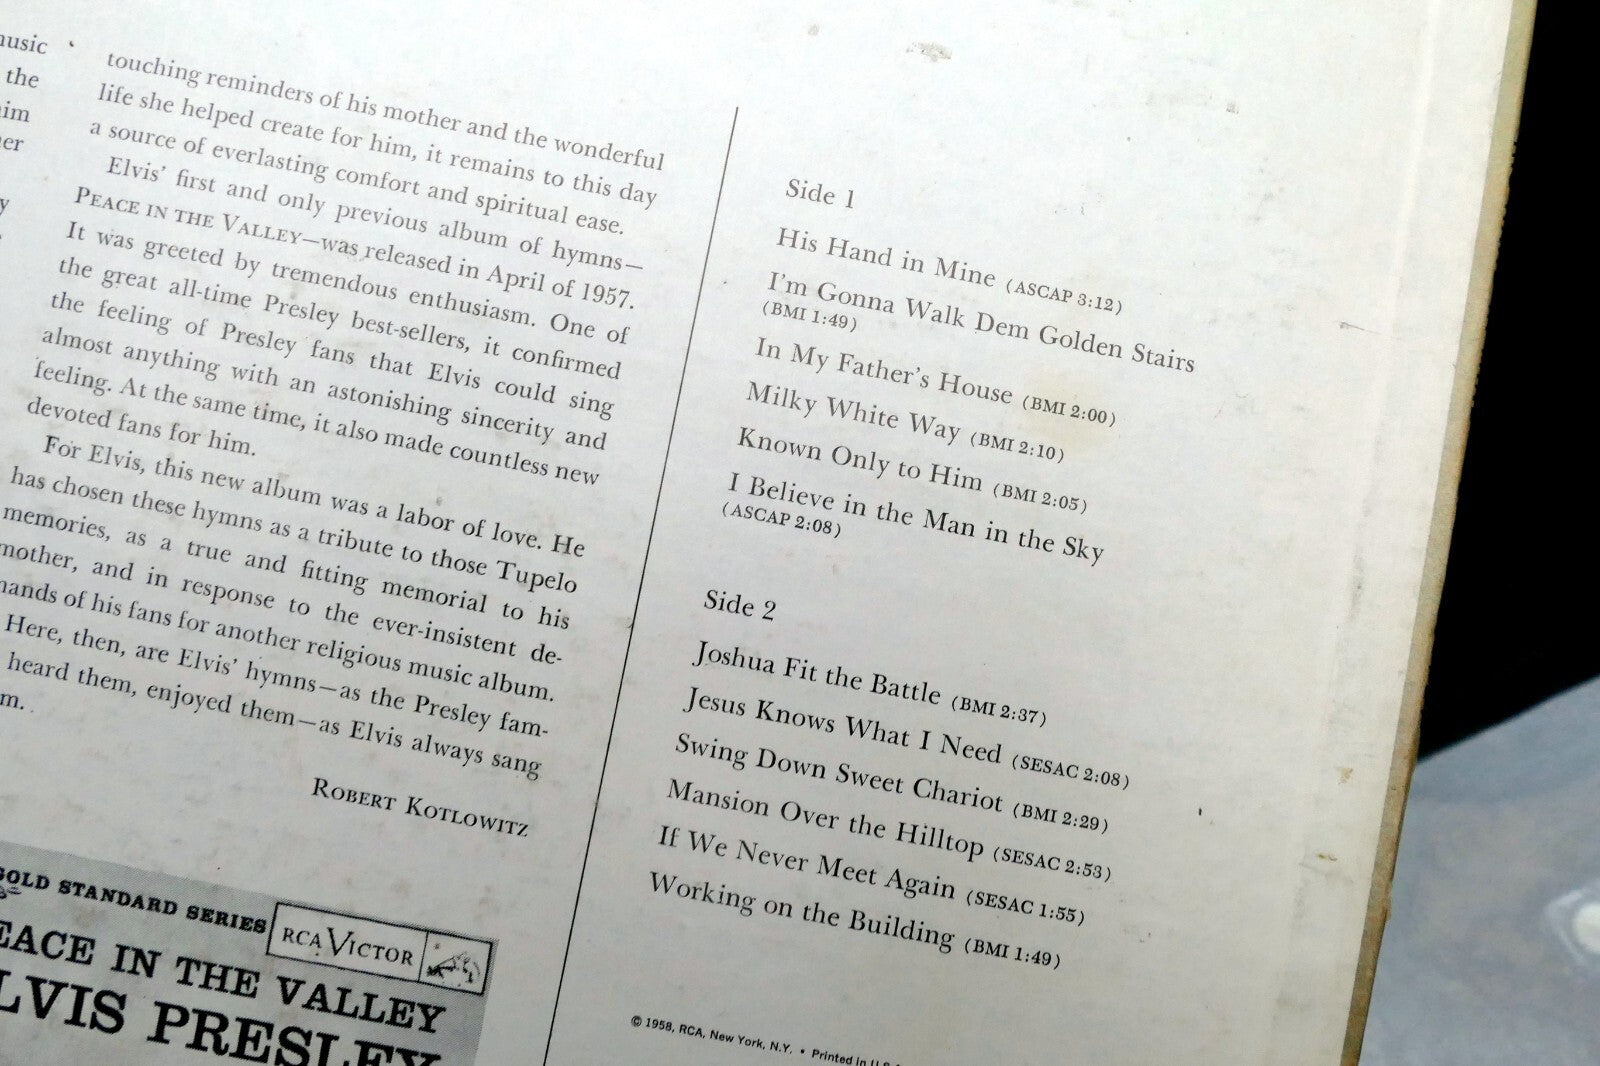 music
the
him
her
y
touching reminders of his mother and the wonderful
life she helped create for him, it remains to this day
a source of everlasting comfort and spiritual ease.
Elvis’ first and only previous album of hymns—
PEACE IN THE VALLEY—was released in April of 1957.
It was greeted by tremendous enthusiasm. One of
the great all-time Presley best-sellers, it confirmed
the feeling of Presley fans that Elvis could sing
almost anything with an astonishing sincerity and
feeling. At the same time, it also made countless new
devoted fans for him.
For Elvis, this new album was a labor of love. He
has chosen these hymns as a tribute to those Tupelo
memories, as a true and fitting memorial to his
mother, and in response to the ever-insistent de-
mands of his fans for another religious music album.
Here, then, are Elvis’ hymns—as the Presley fam-
heard them, enjoyed them—as Elvis always sang
m.
ROBERT KOTLOWITZ
GOLD STANDARD SERIES
RCA VICTOR
PEACE IN THE VALLEY
ELVIS PRESLEY
Side 1
His Hand in Mine (ASCAP 3:12)
I’m Gonna Walk Dem Golden Stairs
(BMI 1:49)
In My Father’s House (BMI 2:00)
Milky White Way (BMI 2:10)
Known Only to Him (BMI 2:05)
I Believe in the Man in the Sky
(ASCAP 2:08)
Side 2
Joshua Fit the Battle (BMI 2:37)
Jesus Knows What I Need (SESAC 2:08)
Swing Down Sweet Chariot (BMI 2:29)
Mansion Over the Hilltop (SESAC 2:53)
If We Never Meet Again (SESAC 1:55)
Working on the Building (BMI 1:49)
© 1958, RCA, New York, N.Y. • Printed in U.S.